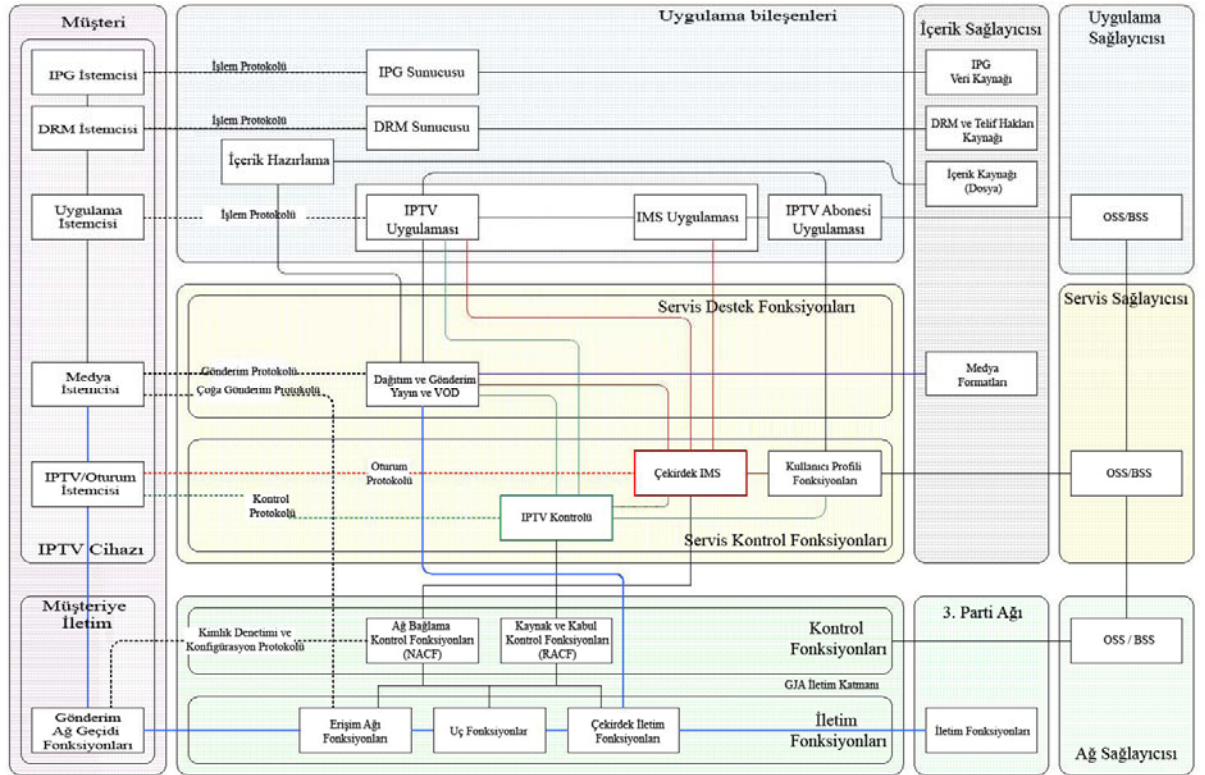 Müşteri
Uygulama bileşenleri
İçerik Sağlayıcısı
Uygulama
Sağlayıcısı
IPG İstemcisi
İşlem Protokolü
IPG Sunucusu
IPG
Veri Kaynağı
DRM İstemcisi
İşlem Protokolü
DRM Sunucusu
DRM ve Telif Hakları
Kaynağı
İçerik Hazırlama
İçerik Kaynağı
(Dosya)
Uygulama
İstemcisi
İşlem Protokolü
IPTV
Uygulaması
IMS Uygulaması
IPTV Abonesi
Uygulaması
OSS/BSS
Servis Destek Fonksiyonları
Servis Sağlayıcısı
Medya
İstemcisi
Gönderim Protokolü
Çoğa Gönderim Protokolü
Dağıtım ve Gönderim
Yayın ve VOD
Medya
Formatları
IPTV/Oturum
İstemcisi
Oturum
Protokolü
Çekirdek IMS
Kullanıcı Profili
Fonksiyonları
OSS/BSS
Kontrol
Protokolü
IPTV Kontrolü
IPTV Cihazı
Servis Kontrol Fonksiyonları
Müşteriye
İletim
Kimlik Denetimi ve
Konfigürasyon Protokolü
Ağ Bağlama
Kontrol Fonksiyonları
(NACF)
Kaynak ve Kabul
Kontrol Fonksiyonları
(RACF)
Kontrol
Fonksiyonları
3. Parti Ağı
OSS / BSS
GJA İletim Katmanı
Gönderim
Ağ Geçidi
Fonksiyonları
Erişim Ağı
Fonksiyonları
Uç Fonksiyonlar
Çekirdek İletim
Fonksiyonları
İletim
Fonksiyonları
İletim Fonksiyonları
Ağ Sağlayıcısı